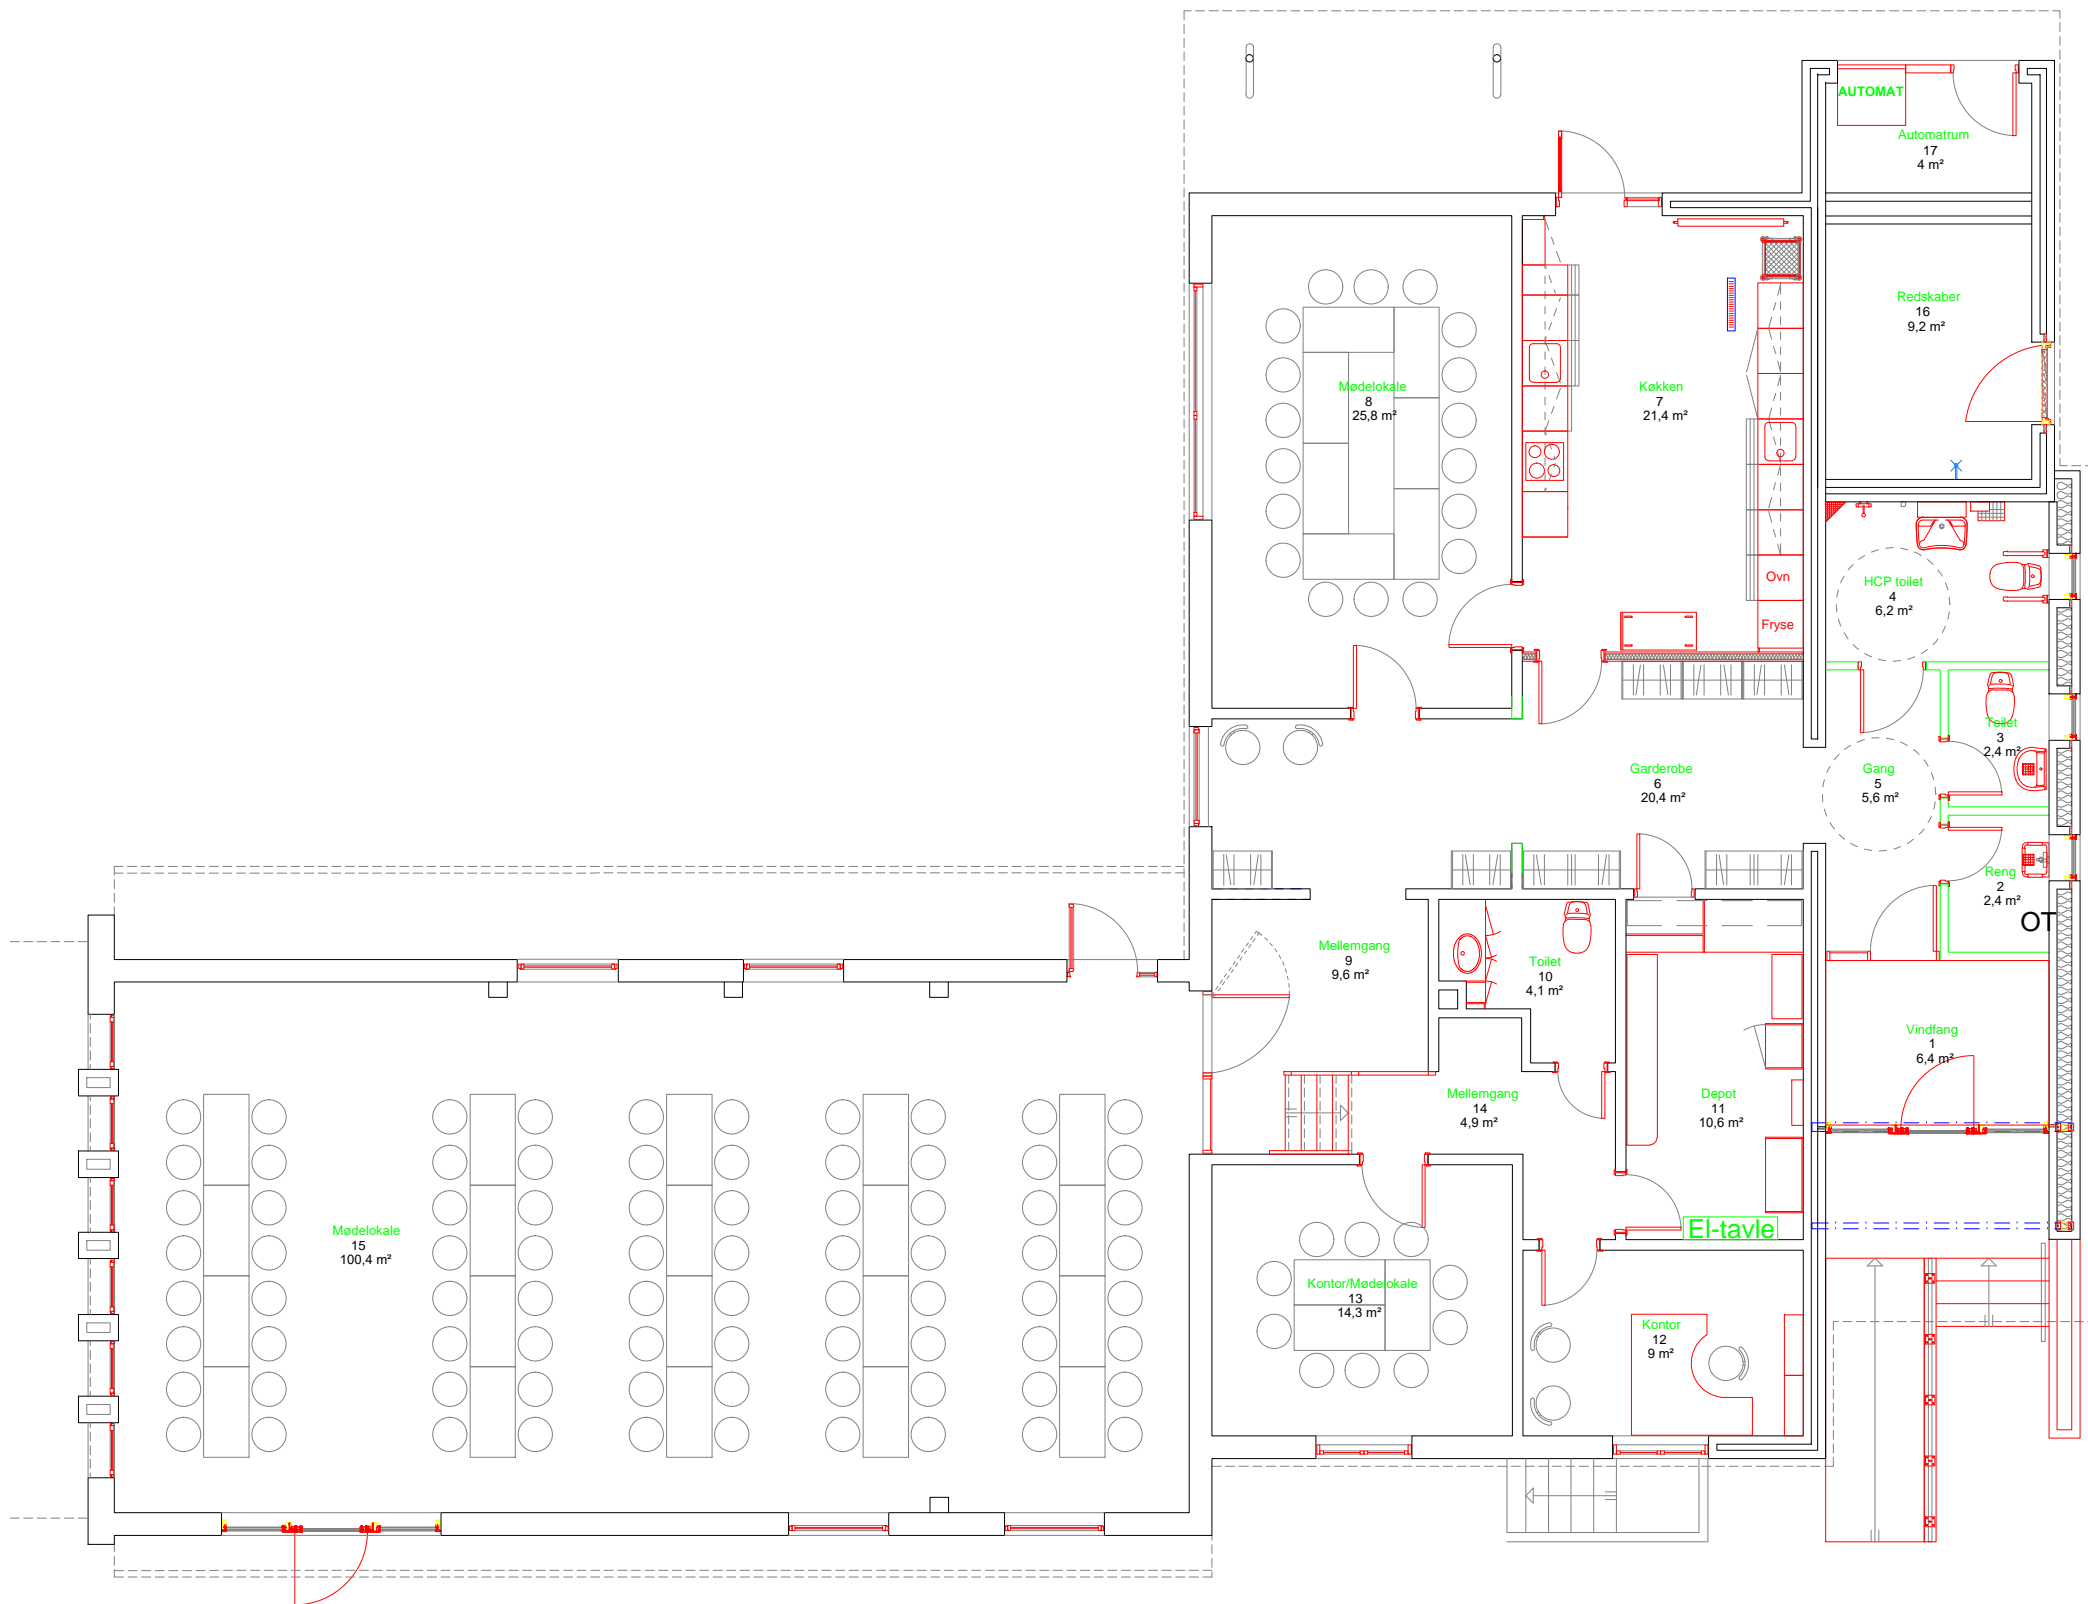 AUTOMAT
Automatrum
17
4 m²
Redskaber
16
9,2 m²
Mødelokale
8
25,8 m²
Køkken
7
21,4 m²
Ovn
Fryse
HCP toilet
4
6,2 m²
Toilet
3
2,4 m²
Garderobe
6
20,4 m²
Gang
5
5,6 m²
Reng
2
2,4 m²
OT
Mellemgang
9
9,6 m²
Toilet
10
4,1 m²
Vindfang
1
6,4 m²
Mellemgang
14
4,9 m²
Depot
11
10,6 m²
El-tavle
Mødelokale
15
100,4 m²
Kontor/Mødelokale
13
14,3 m²
Kontor
12
9 m²